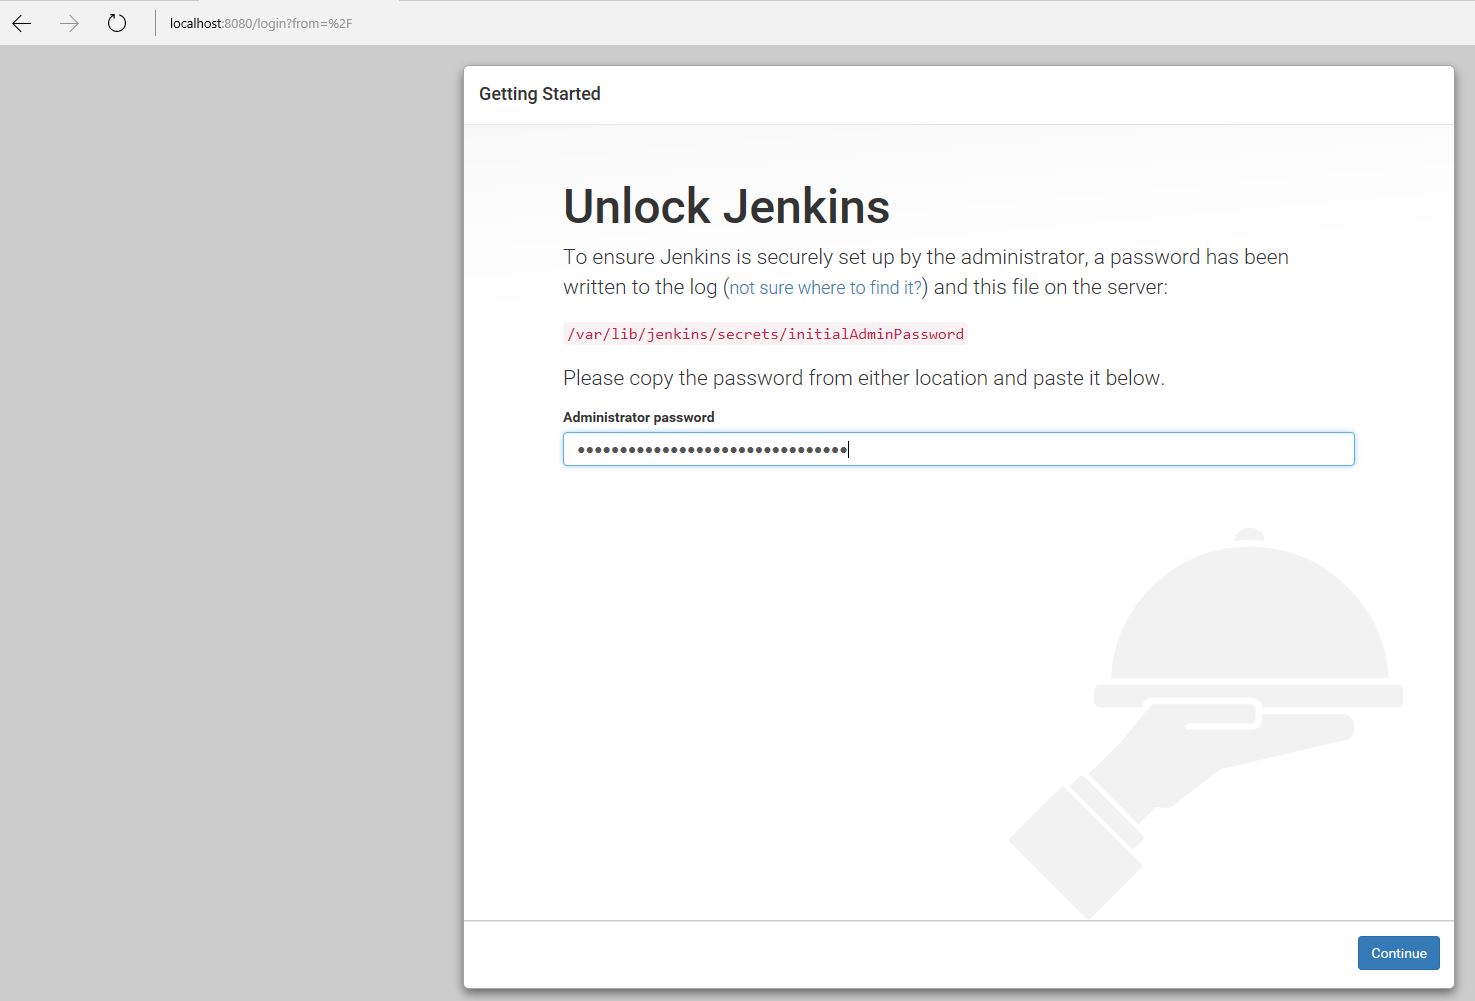 localhost:8080/login?from=%2F
Getting Started
Unlock Jenkins
To ensure Jenkins is securely set up by the administrator, a password has been
written to the log (not sure where to find it?) and this file on the server:
/var/lib/jenkins/secrets/initialAdminPassword
Please copy the password from either location and paste it below.
Administrator password
••••••••••••••••••••••••••••••••
Continue